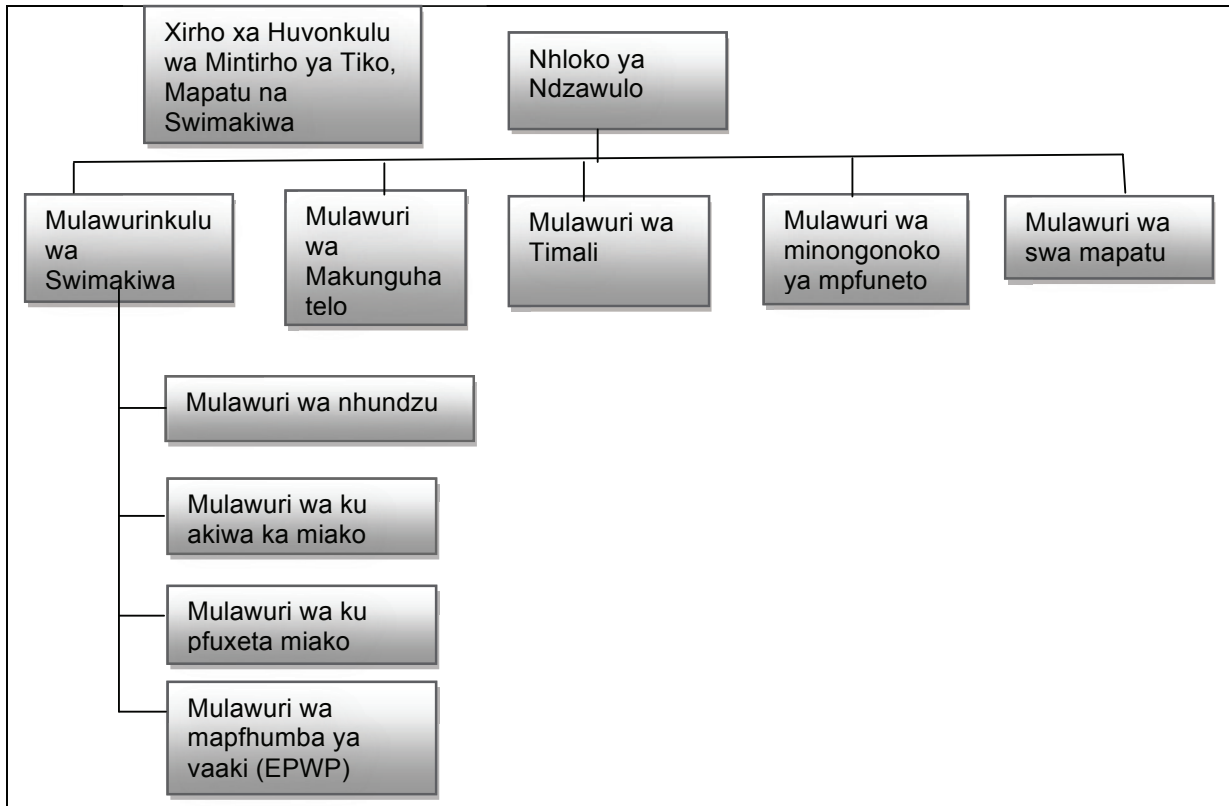 Xirho xa Huvonkulu
wa Mintirho ya Tiko,
Mapatu na
Swimakiwa
Nhloko ya
Ndzawulo
Mulawurinkulu
wa
Swimakiwa
Mulawuri
wa
Makunguha
telo
Mulawuri wa
Timali
Mulawuri wa
minongonoko
ya mpfuneto
Mulawuri wa
swa mapatu
Mulawuri wa nhundzu
Mulawuri wa ku
akiwa ka miako
Mulawuri wa ku
pfuxeta miako
Mulawuri wa
mapfhumba ya
vaaki (EPWP)